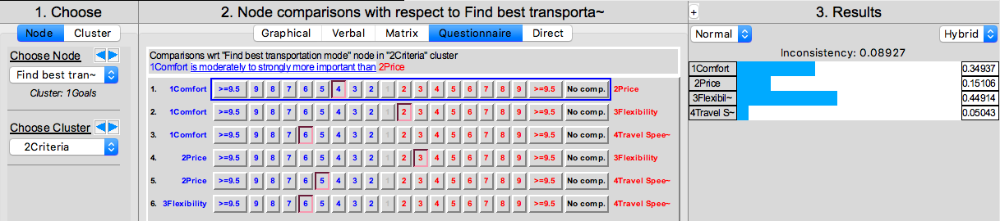 1. Choose
Node Cluster
Choose Node
Find best tran~
Cluster: 1Goals
Choose Cluster
2Criteria
2. Node comparisons with respect to Find best transporta~
Graphical Verbal Matrix Questionnaire Direct
Comparisons wrt "Find best transportation mode" node in "2Criteria" cluster
1Comfort is moderately to strongly more important than 2Price
1. 1Comfort >=9.5 9 8 7 6 5 4 3 2 1 2 3 4 5 6 7 8 9 >=9.5 No comp. 2Price
2. 1Comfort >=9.5 9 8 7 6 5 4 3 2 1 2 3 4 5 6 7 8 9 >=9.5 No comp. 3Flexibility
3. 1Comfort >=9.5 9 8 7 6 5 4 3 2 1 2 3 4 5 6 7 8 9 >=9.5 No comp. 4Travel Spee~
4. 2Price >=9.5 9 8 7 6 5 4 3 2 1 2 3 4 5 6 7 8 9 >=9.5 No comp. 3Flexibility
5. 2Price >=9.5 9 8 7 6 5 4 3 2 1 2 3 4 5 6 7 8 9 >=9.5 No comp. 4Travel Spee~
6. 3Flexibility >=9.5 9 8 7 6 5 4 3 2 1 2 3 4 5 6 7 8 9 >=9.5 No comp. 4Travel Spee~
+ 3. Results
Normal Hybrid
Inconsistency: 0.08927
1Comfort 0.34937
2Price 0.15106
3Flexibil~ 0.44914
4Travel S~ 0.05043